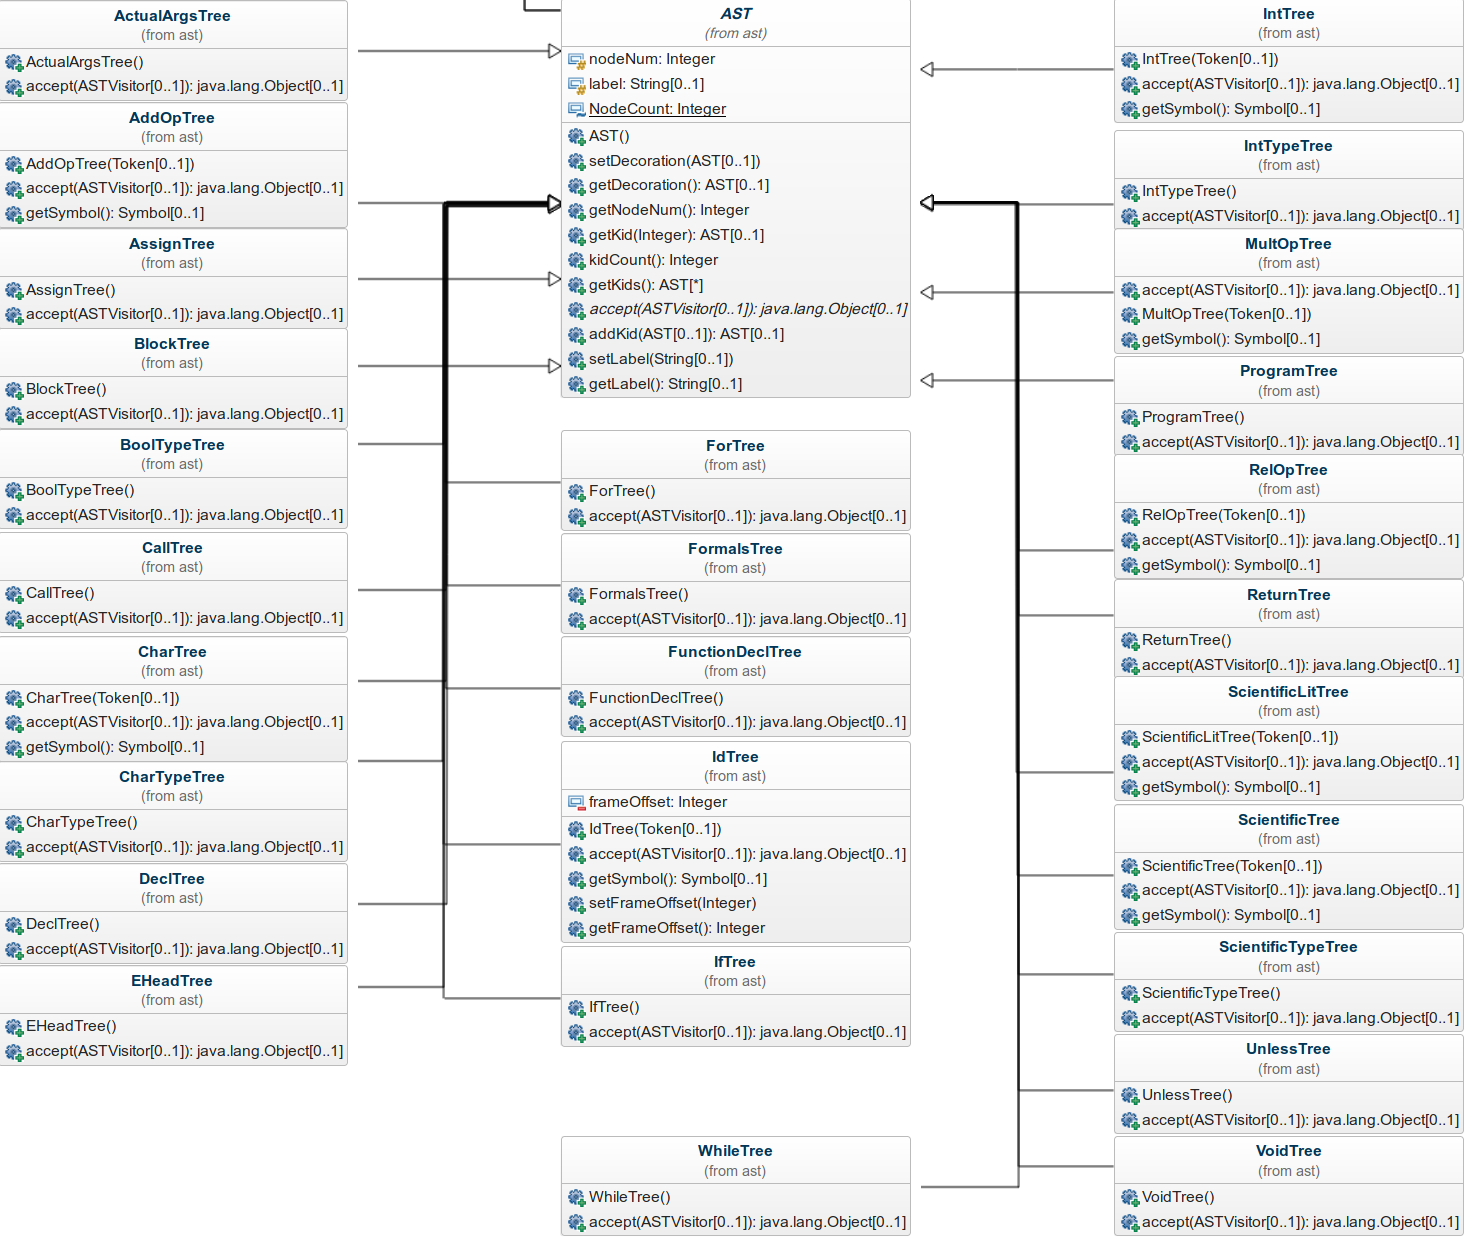 ActualArgsTree
(from ast)
ActualArgsTree()
accept(ASTVisitor[0..1]): java.lang.Object[0..1]
AddOpTree
(from ast)
AddOpTree(Token[0..1])
accept(ASTVisitor[0..1]): java.lang.Object[0..1]
getSymbol(): Symbol[0..1]
AssignTree
(from ast)
AssignTree()
accept(ASTVisitor[0..1]): java.lang.Object[0..1]
BlockTree
(from ast)
BlockTree()
accept(ASTVisitor[0..1]): java.lang.Object[0..1]
BoolTypeTree
(from ast)
BoolTypeTree()
accept(ASTVisitor[0..1]): java.lang.Object[0..1]
CallTree
(from ast)
CallTree()
accept(ASTVisitor[0..1]): java.lang.Object[0..1]
CharTree
(from ast)
CharTree(Token[0..1])
accept(ASTVisitor[0..1]): java.lang.Object[0..1]
getSymbol(): Symbol[0..1]
CharTypeTree
(from ast)
CharTypeTree()
accept(ASTVisitor[0..1]): java.lang.Object[0..1]
DeclTree
(from ast)
DeclTree()
accept(ASTVisitor[0..1]): java.lang.Object[0..1]
EHeadTree
(from ast)
EHeadTree()
accept(ASTVisitor[0..1]): java.lang.Object[0..1]
AST
(from ast)
nodeNum: Integer
label: String[0..1]
NodeCount: Integer
AST()
setDecoration(AST[0..1])
getDecoration(): AST[0..1]
getNodeNum(): Integer
getKid(Integer): AST[0..1]
kidCount(): Integer
getKids(): AST[*]
accept(ASTVisitor[0..1]): java.lang.Object[0..1]
addKid(AST[0..1]): AST[0..1]
setLabel(String[0..1])
getLabel(): String[0..1]
ForTree
(from ast)
ForTree()
accept(ASTVisitor[0..1]): java.lang.Object[0..1]
FormalsTree
(from ast)
FormalsTree()
accept(ASTVisitor[0..1]): java.lang.Object[0..1]
FunctionDeclTree
(from ast)
FunctionDeclTree()
accept(ASTVisitor[0..1]): java.lang.Object[0..1]
IdTree
(from ast)
frameOffset: Integer
IdTree(Token[0..1])
accept(ASTVisitor[0..1]): java.lang.Object[0..1]
getSymbol(): Symbol[0..1]
setFrameOffset(Integer)
getFrameOffset(): Integer
IfTree
(from ast)
IfTree()
accept(ASTVisitor[0..1]): java.lang.Object[0..1]
WhileTree
(from ast)
WhileTree()
accept(ASTVisitor[0..1]): java.lang.Object[0..1]
IntTree
(from ast)
IntTree(Token[0..1])
accept(ASTVisitor[0..1]): java.lang.Object[0..1]
getSymbol(): Symbol[0..1]
IntTypeTree
(from ast)
IntTypeTree()
accept(ASTVisitor[0..1]): java.lang.Object[0..1]
MultOpTree
(from ast)
accept(ASTVisitor[0..1]): java.lang.Object[0..1]
MultOpTree(Token[0..1])
getSymbol(): Symbol[0..1]
ProgramTree
(from ast)
ProgramTree()
accept(ASTVisitor[0..1]): java.lang.Object[0..1]
RelOpTree
(from ast)
RelOpTree(Token[0..1])
accept(ASTVisitor[0..1]): java.lang.Object[0..1]
getSymbol(): Symbol[0..1]
ReturnTree
(from ast)
ReturnTree()
accept(ASTVisitor[0..1]): java.lang.Object[0..1]
ScientificLitTree
(from ast)
ScientificLitTree(Token[0..1])
accept(ASTVisitor[0..1]): java.lang.Object[0..1]
getSymbol(): Symbol[0..1]
ScientificTree
(from ast)
ScientificTree(Token[0..1])
accept(ASTVisitor[0..1]): java.lang.Object[0..1]
getSymbol(): Symbol[0..1]
ScientificTypeTree
(from ast)
ScientificTypeTree()
accept(ASTVisitor[0..1]): java.lang.Object[0..1]
UnlessTree
(from ast)
UnlessTree()
accept(ASTVisitor[0..1]): java.lang.Object[0..1]
VoidTree
(from ast)
VoidTree()
accept(ASTVisitor[0..1]): java.lang.Object[0..1]